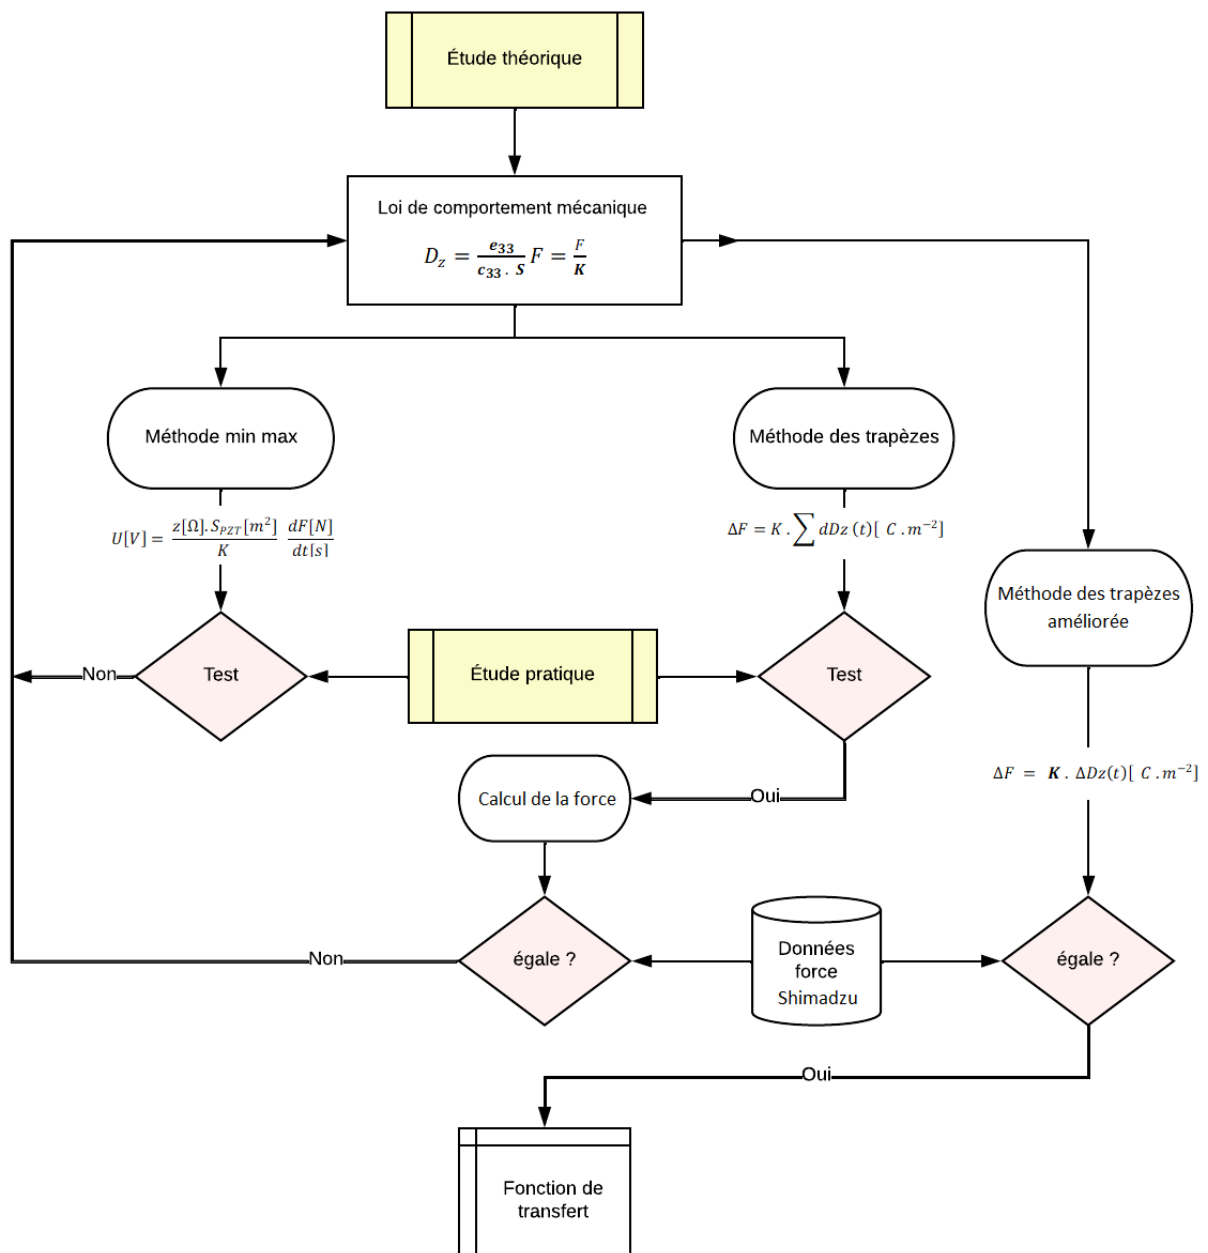 Étude théorique
Loi de comportement mécanique
D_z = e_33 / (c_33 . S) F = F / K
Méthode min max
Méthode des trapèzes
U[V] = z[Ω].S_PZT[m²] / K dF[N] / dt[s]
ΔF = K . ∑ dDz (t)[ C .m⁻²]
Méthode des trapèzes
améliorée
Non
Test
Étude pratique
Test
ΔF = K . ΔDz(t)[ C .m⁻²]
Calcul de la force
Oui
Non
égale ?
Données
force
Shimadzu
égale ?
Oui
Fonction de
transfert